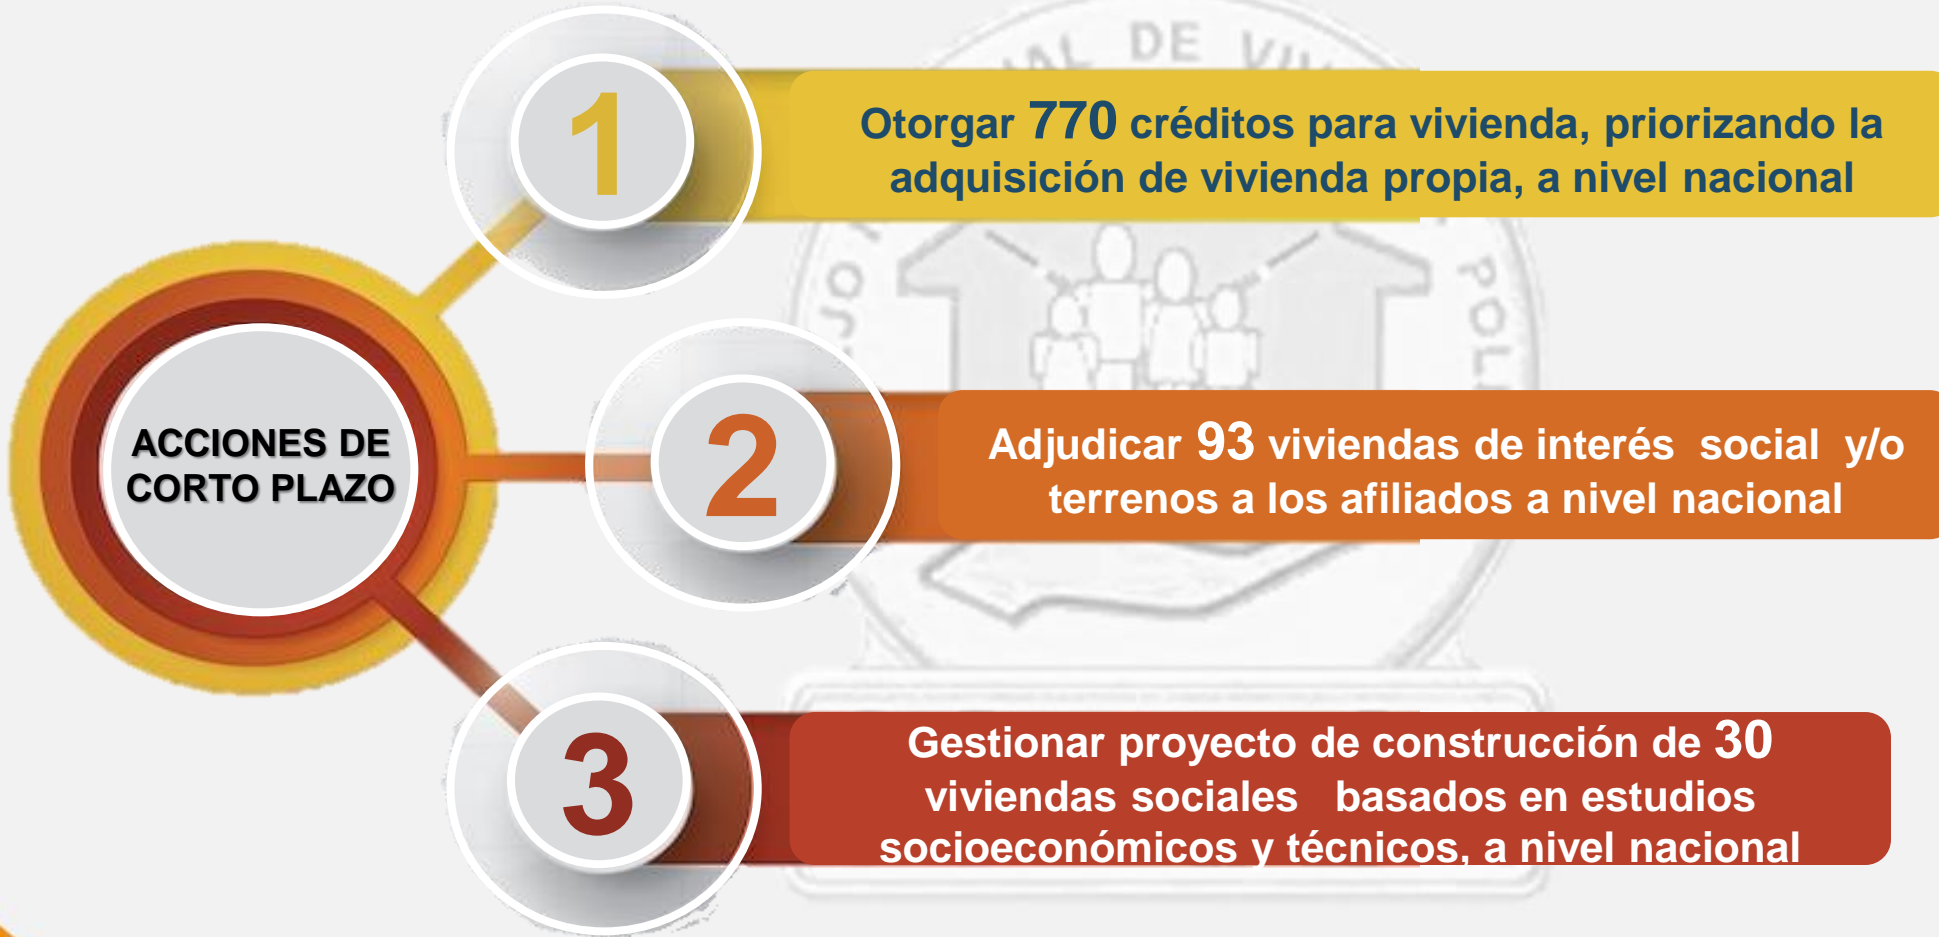 1
Otorgar 770 créditos para vivienda, priorizando la
adquisición de vivienda propia, a nivel nacional
ACCIONES DE
CORTO PLAZO
2
Adjudicar 93 viviendas de interés social y/o
terrenos a los afiliados a nivel nacional
3
Gestionar proyecto de construcción de 30
viviendas sociales basados en estudios
socioeconómicos y técnicos, a nivel nacional
DE